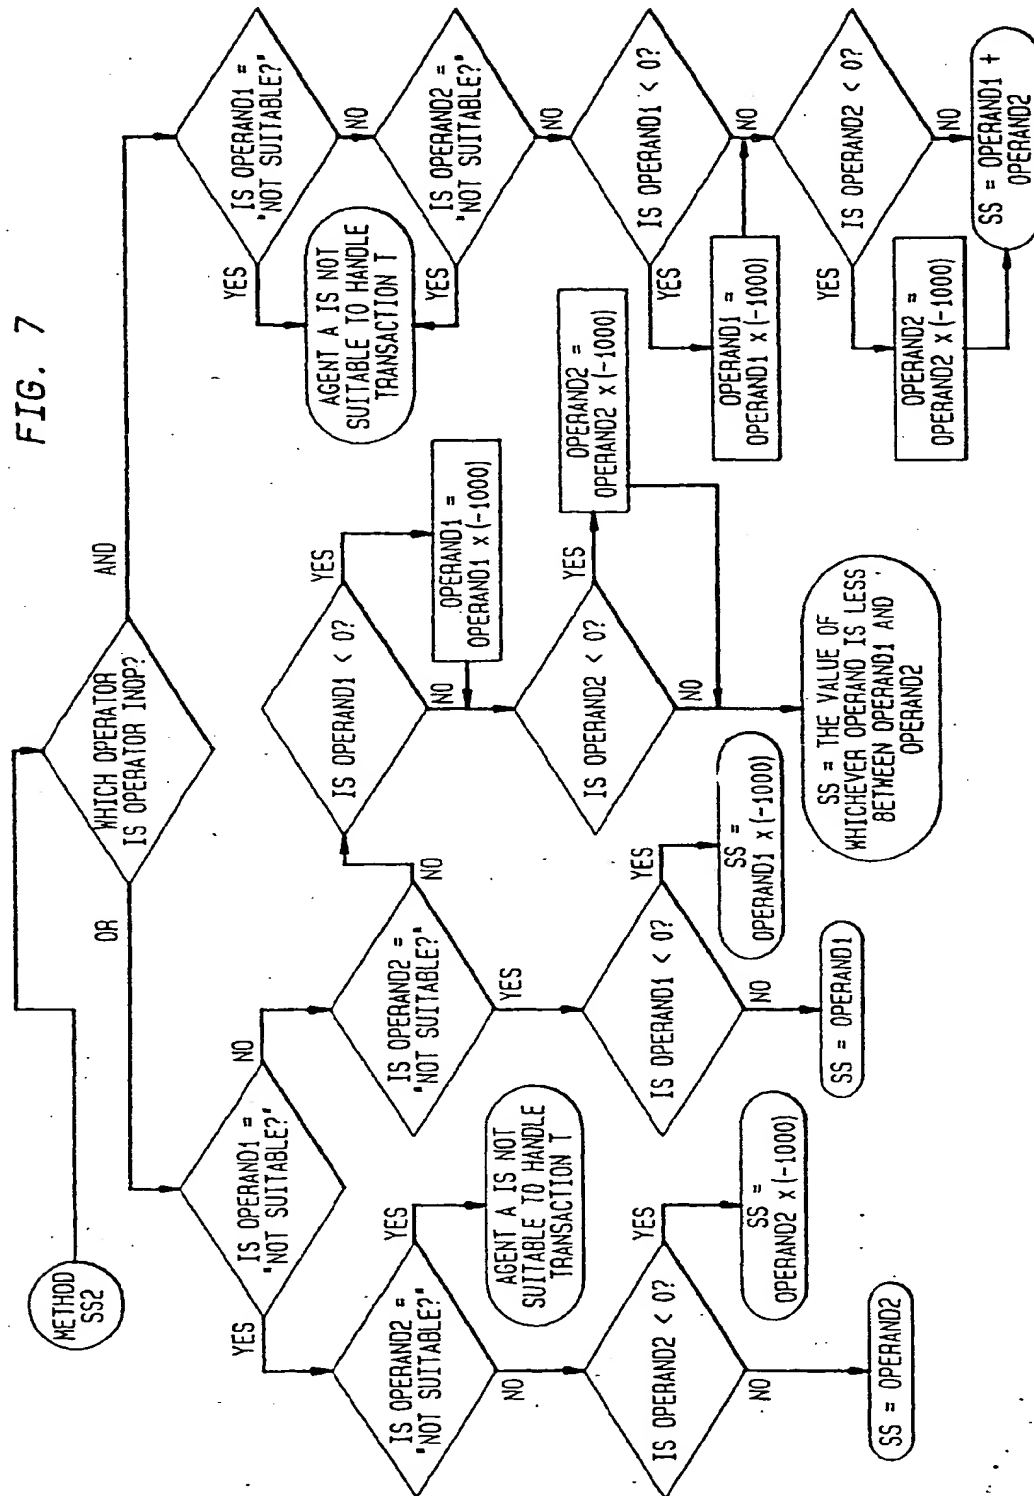 FIG. 7
METHOD
SS2
WHICH OPERATOR
IS OPERATOR INOP?
OR
AND
IS OPERAND1 =
"NOT SUITABLE?"
YES
NO
IS OPERAND2 =
"NOT SUITABLE?"
YES
NO
AGENT A IS NOT
SUITABLE TO HANDLE
TRANSACTION T
IS OPERAND2 < 0?
YES
NO
SS =
OPERAND2 x (-1000)
SS = OPERAND2
IS OPERAND2 =
"NOT SUITABLE?"
NO
YES
IS OPERAND1 < 0?
YES
NO
SS =
OPERAND1 x (-1000)
SS = OPERAND1
IS OPERAND1 < 0?
YES
NO
OPERAND1 =
OPERAND1 x (-1000)
IS OPERAND2 < 0?
YES
NO
OPERAND2 =
OPERAND2 x (-1000)
SS = THE VALUE OF
WHICHEVER OPERAND IS LESS
BETWEEN OPERAND1 AND
OPERAND2
IS OPERAND1 =
"NOT SUITABLE?"
YES
NO
AGENT A IS NOT
SUITABLE TO HANDLE
TRANSACTION T
IS OPERAND2 =
"NOT SUITABLE?"
YES
NO
IS OPERAND1 < 0?
YES
NO
OPERAND1 =
OPERAND1 x (-1000)
IS OPERAND2 < 0?
YES
NO
OPERAND2 =
OPERAND2 x (-1000)
SS = OPERAND1 +
OPERAND2